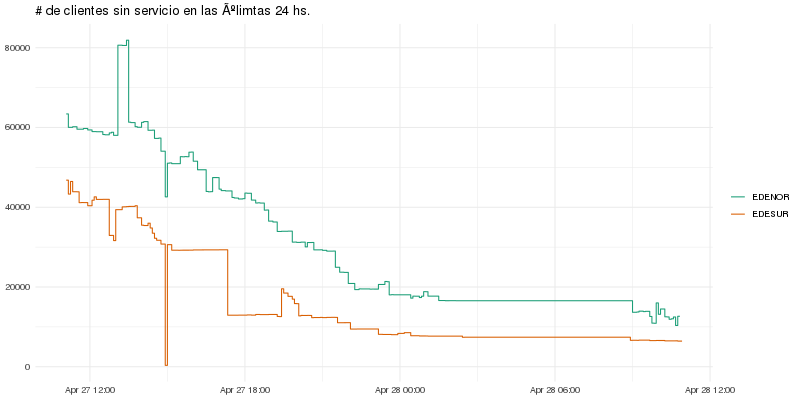 # de clientes sin servicio en las Ãºlimtas 24 hs.
80000
60000
40000
20000
0
Apr 27 12:00 Apr 27 18:00 Apr 28 00:00 Apr 28 06:00 Apr 28 12:00
EDENOR
EDESUR